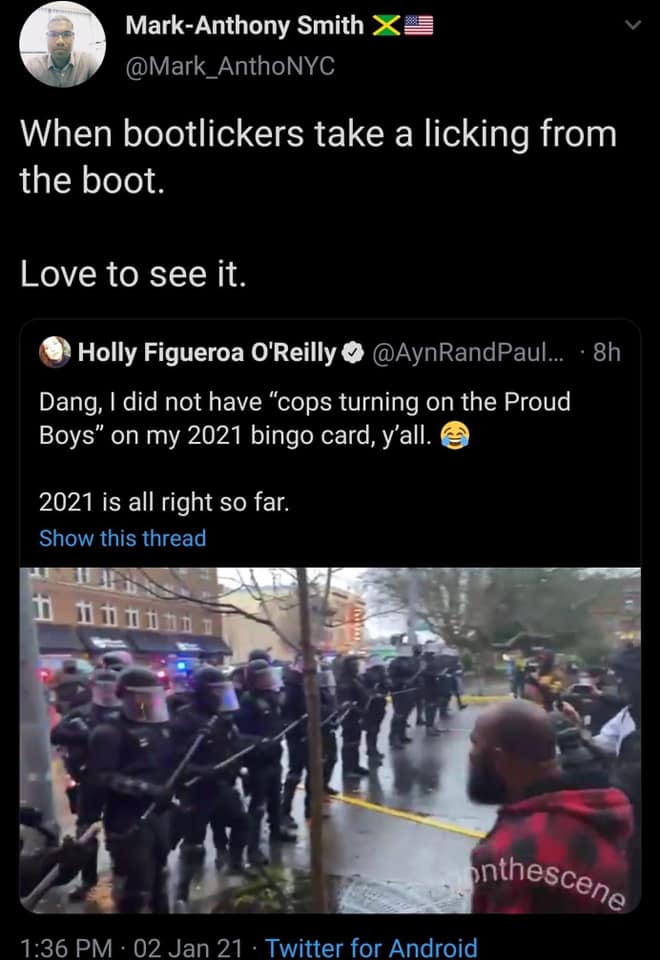 Mark-Anthony Smith 🇯🇲🇺🇸
@Mark_AnthoNYC
When bootlickers take a licking from
the boot.
Love to see it.
Holly Figueroa O'Reilly @AynRandPaul... · 8h
Dang, I did not have “cops turning on the Proud
Boys” on my 2021 bingo card, y’all. 😂
2021 is all right so far.
Show this thread
onthescene
1:36 PM · 02 Jan 21 · Twitter for Android